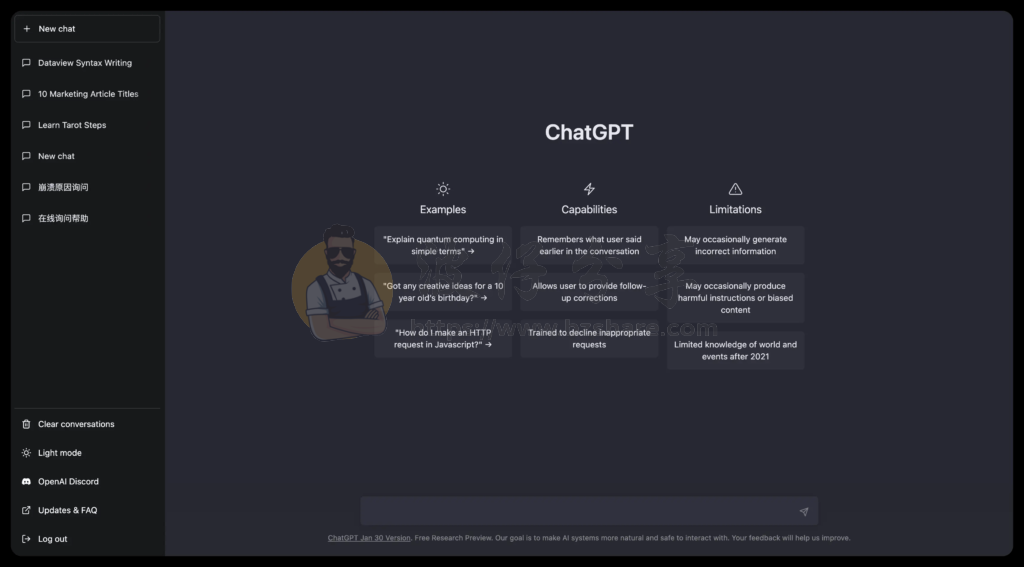 New chat
Dataview Syntax Writing
10 Marketing Article Titles
Learn Tarot Steps
New chat
崩溃原因询问
在线询问帮助
Clear conversations
Light mode
OpenAI Discord
Updates & FAQ
Log out
ChatGPT
Examples
"Explain quantum computing in
simple terms" →
"Got any creative ideas for a 10
year old's birthday?" →
"How do I make an HTTP
request in Javascript?" →
Capabilities
Remembers what user said
earlier in the conversation
Allows user to provide follow-
up corrections
Trained to decline inappropriate
requests
Limitations
May occasionally generate
incorrect information
May occasionally produce
harmful instructions or biased
content
Limited knowledge of world and
events after 2021
ChatGPT Jan 30 Version. Free Research Preview. Our goal is to make AI systems more natural and safe to interact with. Your feedback will help us improve.